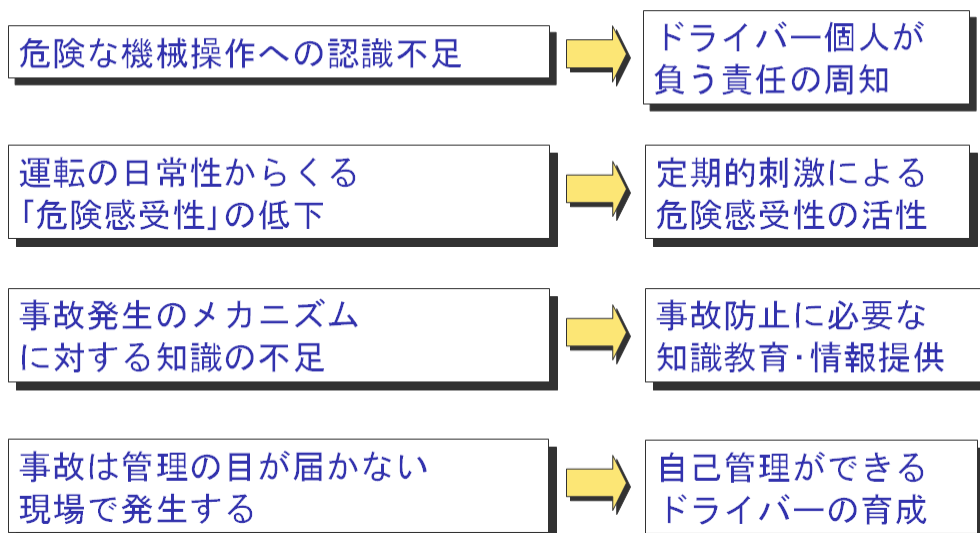 危険な機械操作への認識不足
ドライバー個人が
負う責任の周知
運転の日常性からくる
「危険感受性」の低下
定期的刺激による
危険感受性の活性
事故発生のメカニズム
に対する知識の不足
事故防止に必要な
知識教育・情報提供
事故は管理の目が届かない
現場で発生する
自己管理ができる
ドライバーの育成